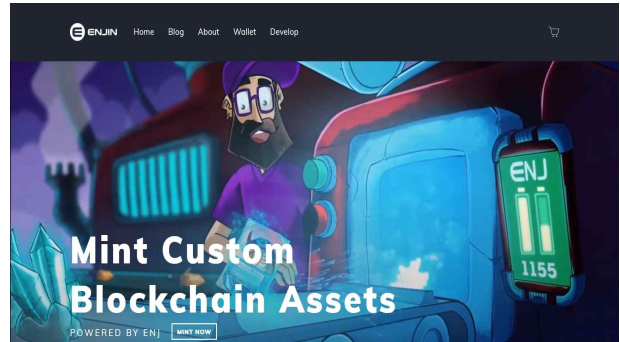 ENJIN Home Blog About Wallet Develop
ENJ
1155
Mint Custom
Blockchain Assets
POWERED BY ENJ MINT NOW